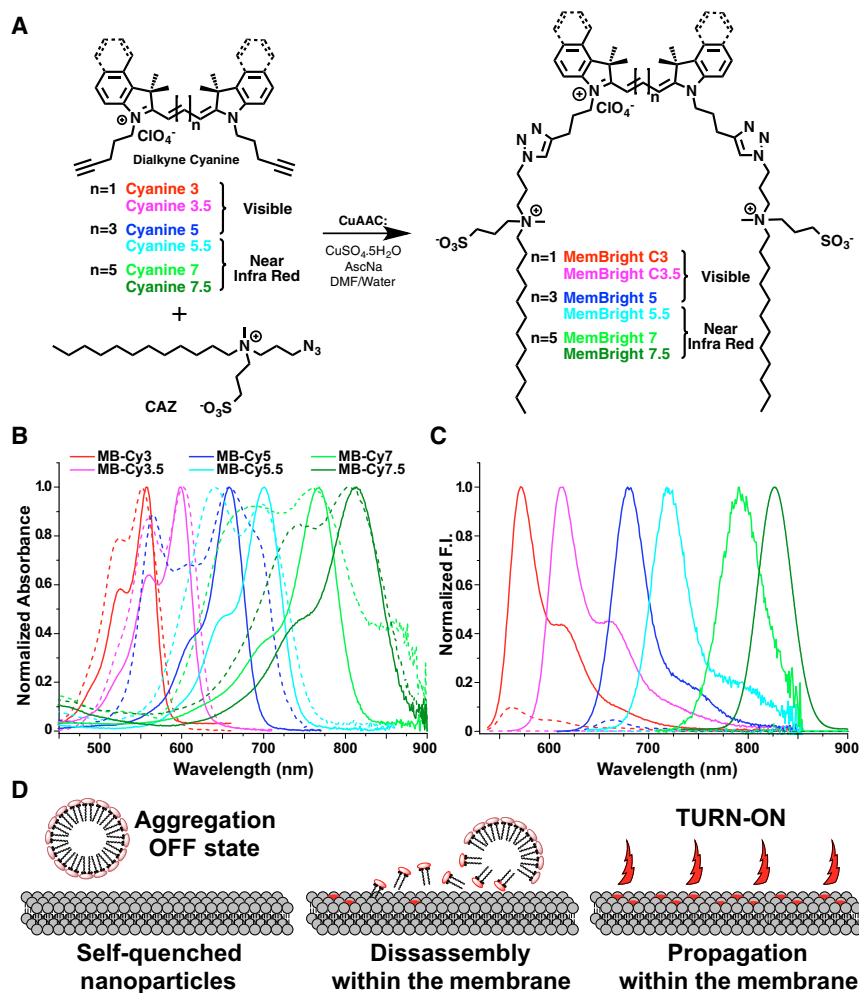 A
N
⊕
N
n
ClO4-
Dialkyne Cyanine
n=1 Cyanine 3
Cyanine 3.5
Visible
n=3 Cyanine 5
Cyanine 5.5
Near
Infra Red
n=5 Cyanine 7
Cyanine 7.5
+
N
⊕
N3
-O3S
CAZ
CuAAC:
CuSO4.5H2O
AscNa
DMF/Water
N
⊕
N
n
ClO4-
N
N
N
N
N
N
N
⊕
N
⊕
-O3S
SO3-
n=1 MemBright C3
MemBright C3.5
Visible
n=3 MemBright 5
MemBright 5.5
Near
Infra Red
n=5 MemBright 7
MemBright 7.5
B
MB-Cy3 MB-Cy5 MB-Cy7
MB-Cy3.5 MB-Cy5.5 MB-Cy7.5
Normalized Absorbance
1.0
0.8
0.6
0.4
0.2
0
500 600 700 800 900
Wavelength (nm)
C
Normalized F.I.
1.0
0.8
0.6
0.4
0.2
0
600 700 800 900
Wavelength (nm)
D
Aggregation
OFF state
TURN-ON
Self-quenched
nanoparticles
Disassembly
within the membrane
Propagation
within the membrane